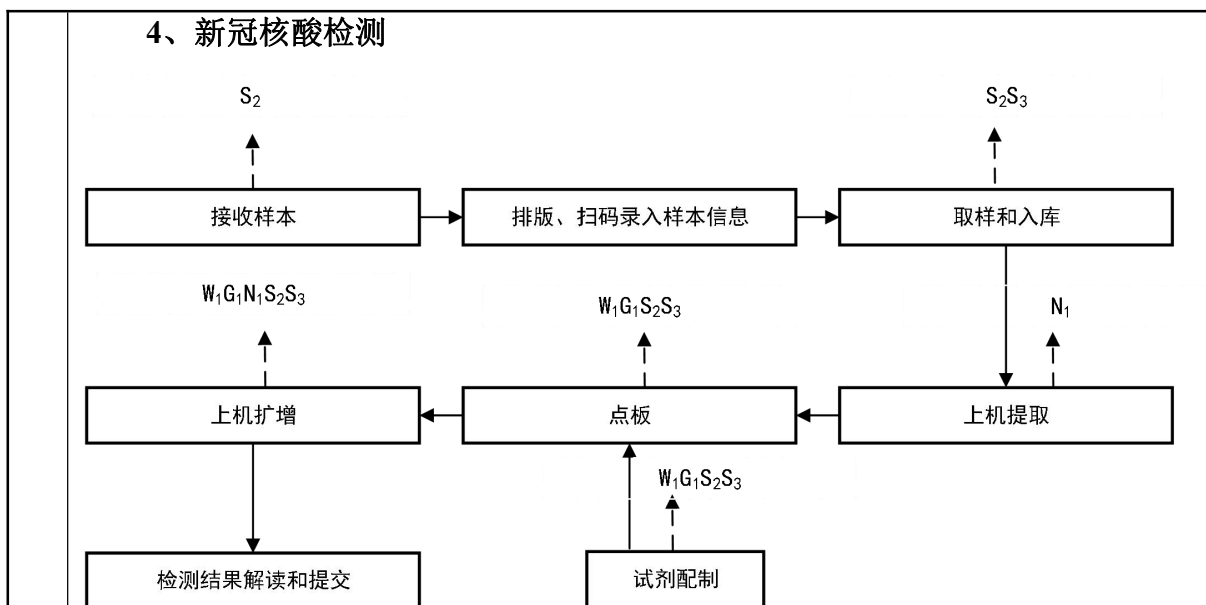 4、新冠核酸检测
S₂
S₂S₃
接收样本
排版、扫码录入样本信息
取样和入库
W₁G₁N₁S₂S₃
W₁G₁S₂S₃
N₁
上机扩增
点板
上机提取
W₁G₁S₂S₃
检测结果解读和提交
试剂配制